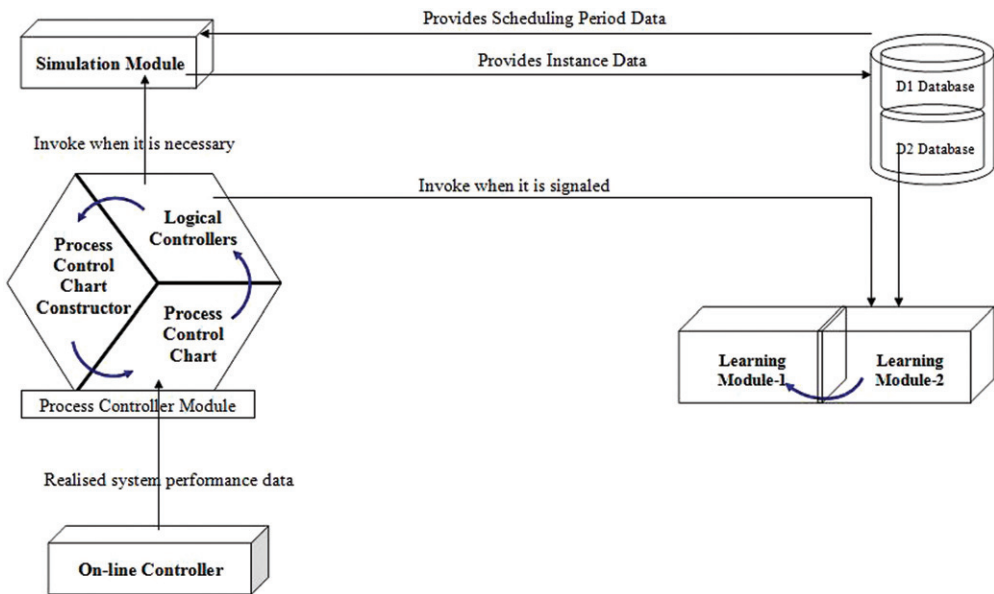 Provides Scheduling Period Data
Simulation Module
Provides Instance Data
D1 Database
D2 Database
Invoke when it is necessary
Invoke when it is signaled
Logical
Controllers
Process
Control
Chart
Constructor
Process
Control
Chart
Process Controller Module
Learning
Module-1
Learning
Module-2
Realised system performance data
On-line Controller